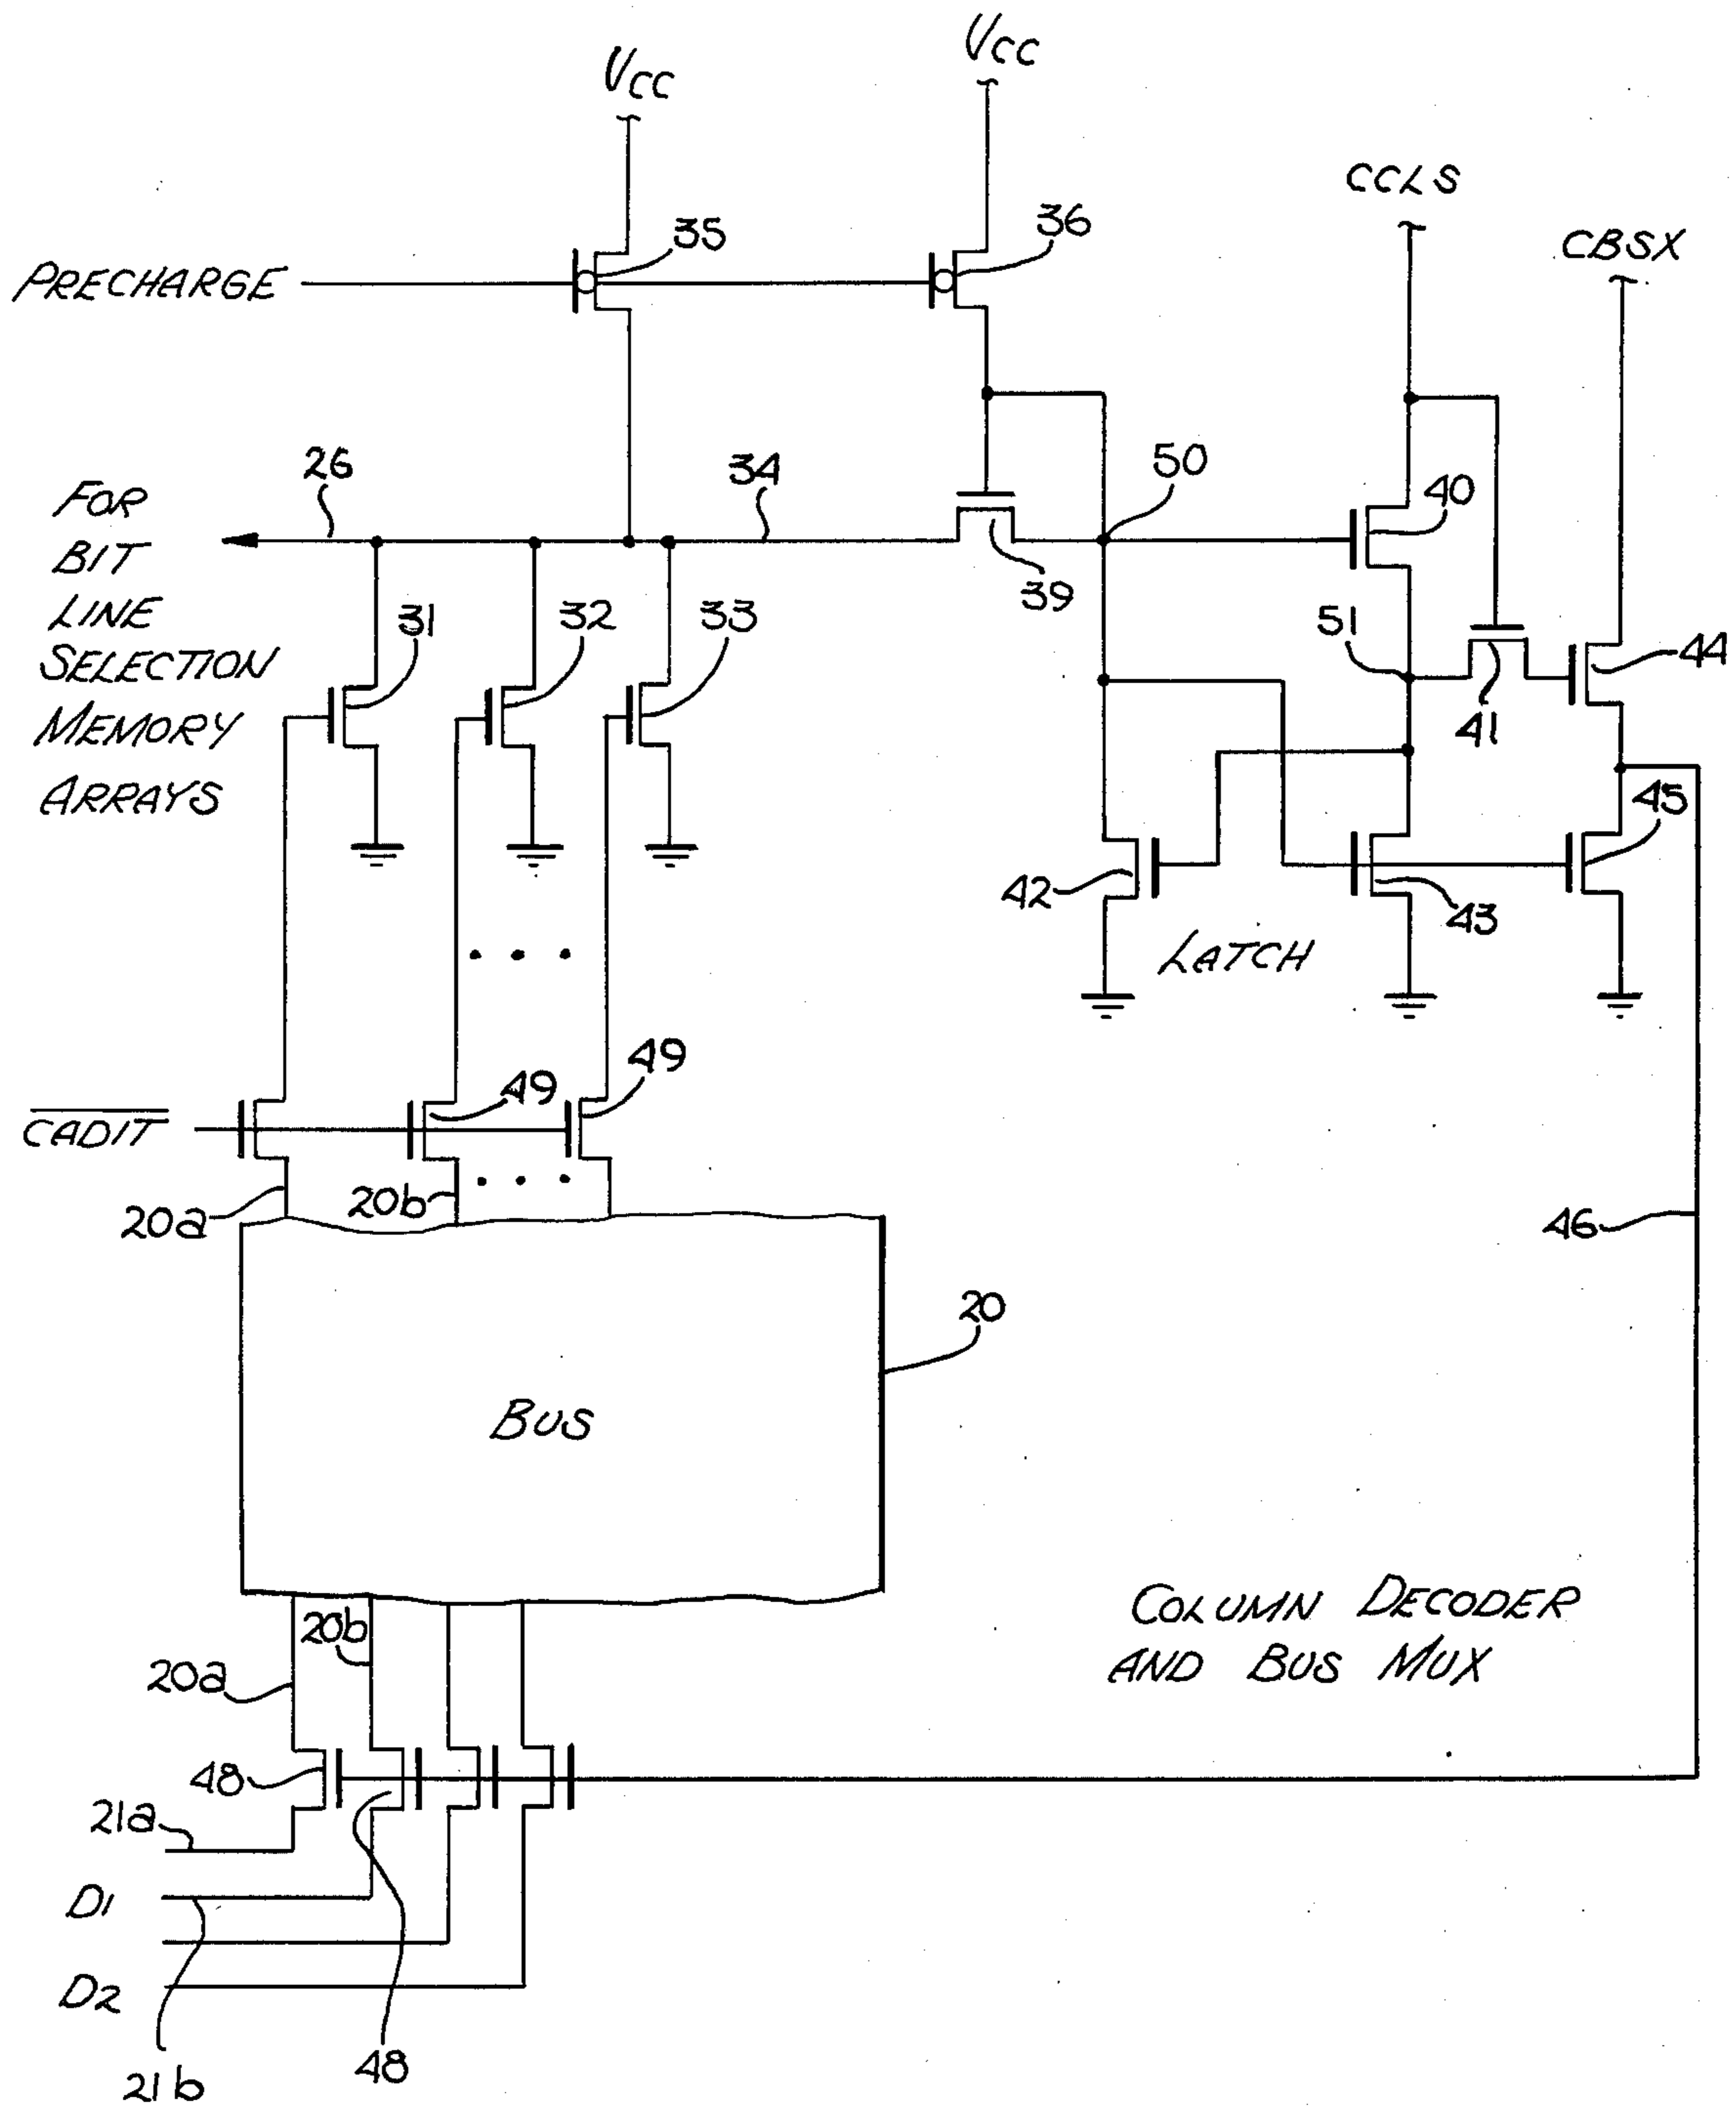 Vcc
Vcc
CCLS
CBSX
PRECHARGE
35
36
26
34
50
40
FOR
BIT
LINE
SELECTION
MEMORY
ARRAYS
31
32
33
39
51
41
44
45
42
43
LATCH
CADIT
49
49
20a
20b
46
20
BUS
COLUMN DECODER
AND BUS MUX
20b
20a
48
21a
D1
D2
48
21b